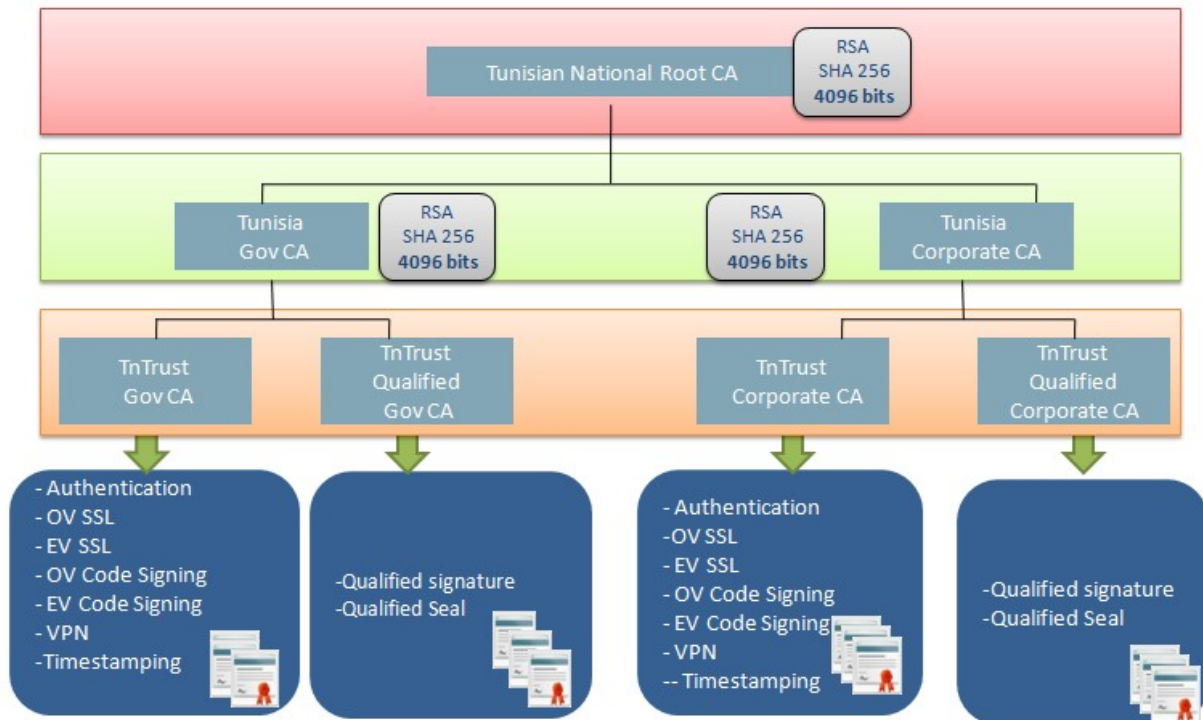 Tunisian National Root CA
RSA
SHA 256
4096 bits
Tunisia
Gov CA
RSA
SHA 256
4096 bits
RSA
SHA 256
4096 bits
Tunisia
Corporate CA
TnTrust
Gov CA
TnTrust
Qualified
Gov CA
TnTrust
Corporate CA
TnTrust
Qualified
Corporate CA
- Authentication
- OV SSL
- EV SSL
- OV Code Signing
- EV Code Signing
- VPN
-Timestamping
-Qualified signature
-Qualified Seal
- Authentication
-OV SSL
- EV SSL
- OV Code Signing
- EV Code Signing
- VPN
-- Timestamping
-Qualified signature
-Qualified Seal